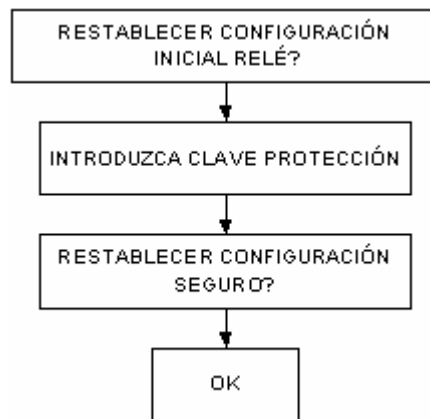 RESTABLECER CONFIGURACIÓN
INICIAL RELÉ?
INTRODUZCA CLAVE PROTECCIÓN
RESTABLECER CONFIGURACIÓN
SEGURO?
OK